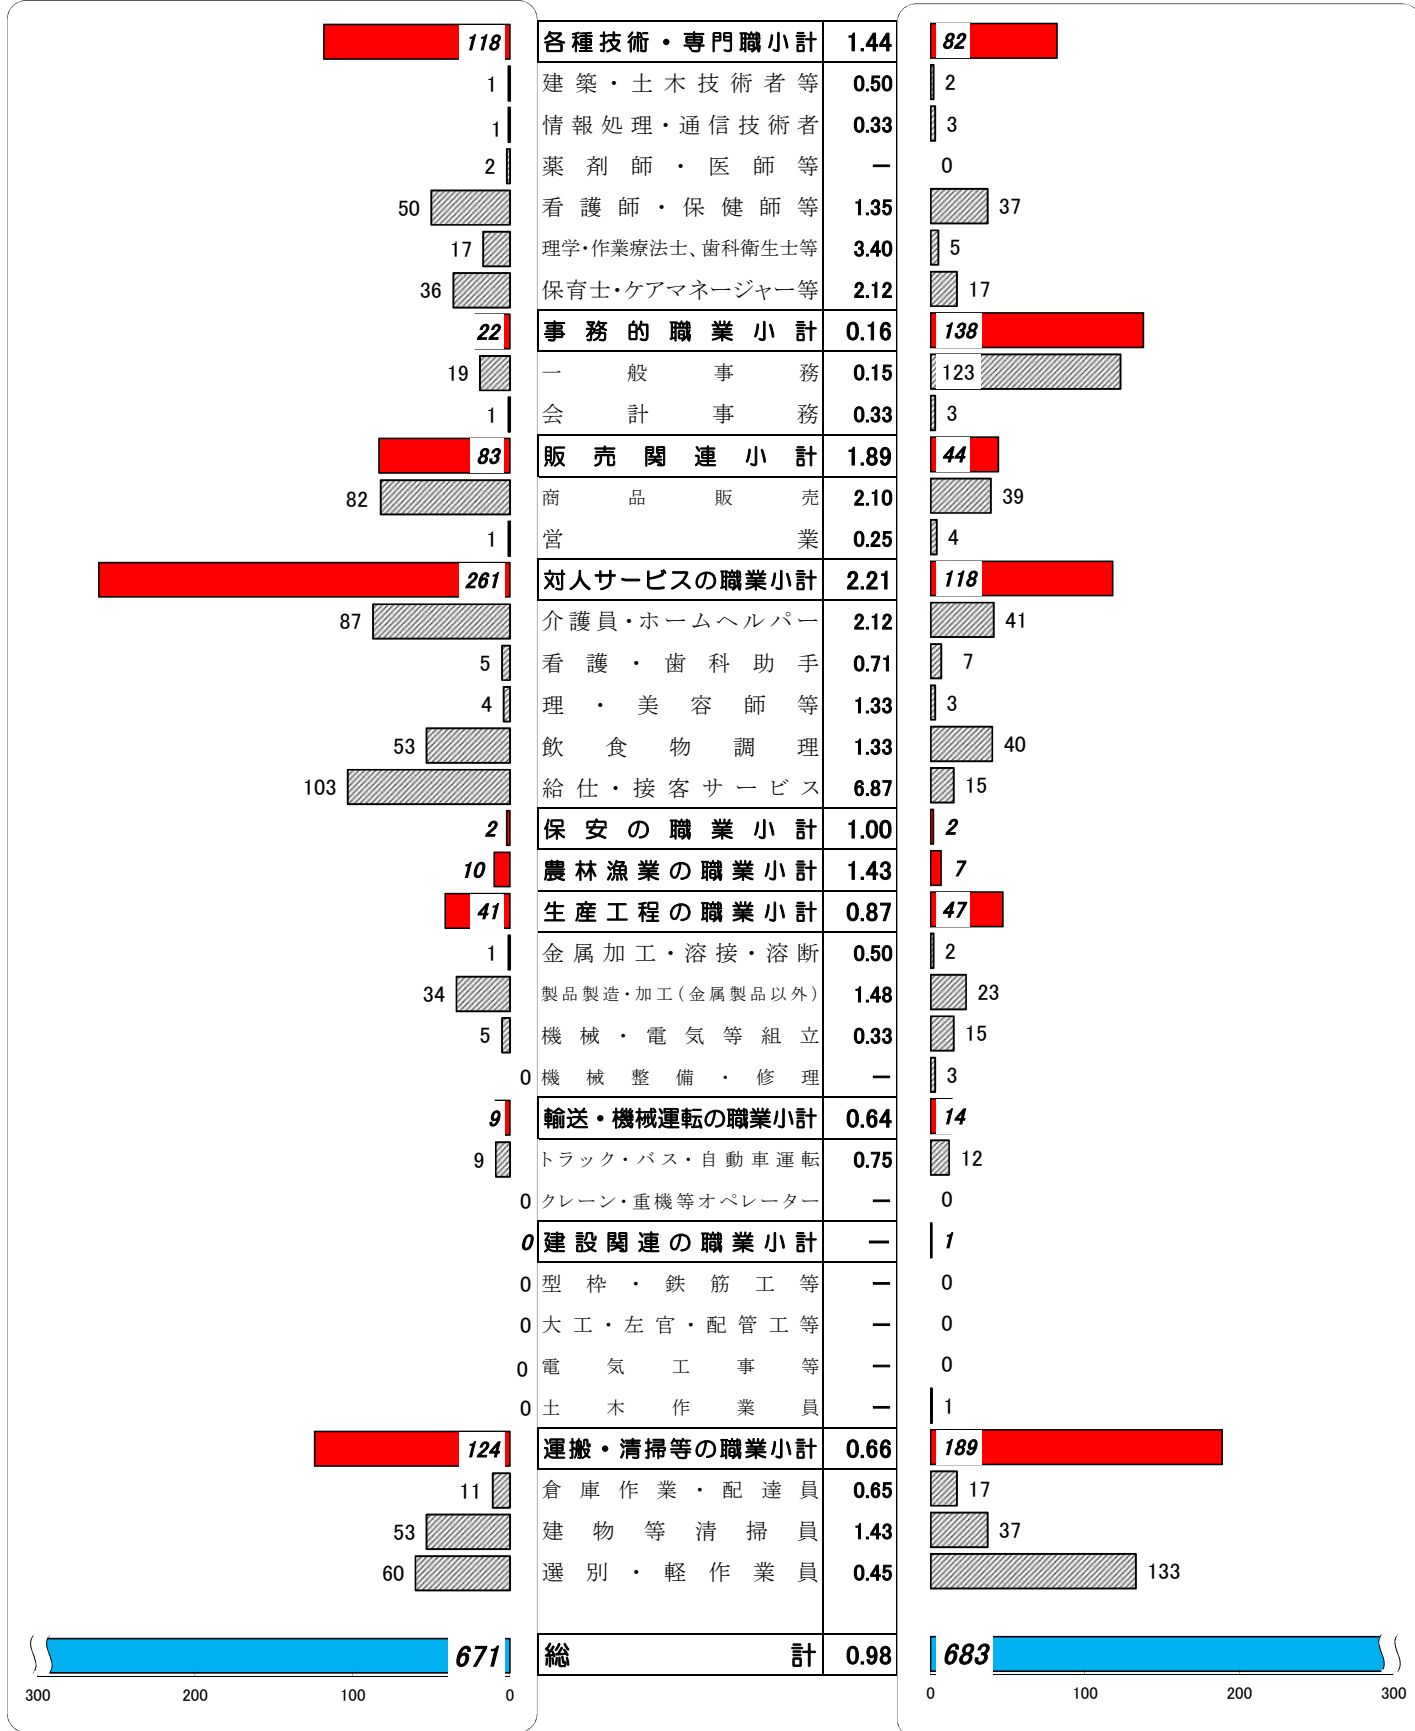 118 各種技術・専門職小計 1.44 82
1 建築・土木技術者等 0.50 2
1 情報処理・通信技術者 0.33 3
2 薬剤師・医師等 ー 0
50 看護師・保健師等 1.35 37
17 理学・作業療法士、歯科衛生士等 3.40 5
36 保育士・ケアマネージャー等 2.12 17
22 事務的職業小計 0.16 138
19 一般事務 0.15 123
1 会計事務 0.33 3
83 販売関連小計 1.89 44
82 商品販売 2.10 39
1 営業 0.25 4
261 対人サービスの職業小計 2.21 118
87 介護員・ホームヘルパー 2.12 41
5 看護・歯科助手 0.71 7
4 理・美容師等 1.33 3
53 飲食物調理 1.33 40
103 給仕・接客サービス 6.87 15
2 保安の職業小計 1.00 2
10 農林漁業の職業小計 1.43 7
41 生産工程の職業小計 0.87 47
1 金属加工・溶接・溶断 0.50 2
34 製品製造・加工(金属製品以外) 1.48 23
5 機械・電気等組立 0.33 15
0 機械整備・修理 ー 3
9 輸送・機械運転の職業小計 0.64 14
9 トラック・バス・自動車運転 0.75 12
0 クレーン・重機等オペレーター ー 0
0 建設関連の職業小計 ー 1
0 型枠・鉄筋工等 ー 0
0 大工・左官・配管工等 ー 0
0 電気工事等 ー 0
0 土木作業員 ー 1
124 運搬・清掃等の職業小計 0.66 189
11 倉庫作業・配達員 0.65 17
53 建物等清掃員 1.43 37
60 選別・軽作業員 0.45 133
671 総計 0.98 683
300 200 100 0 0 100 200 300